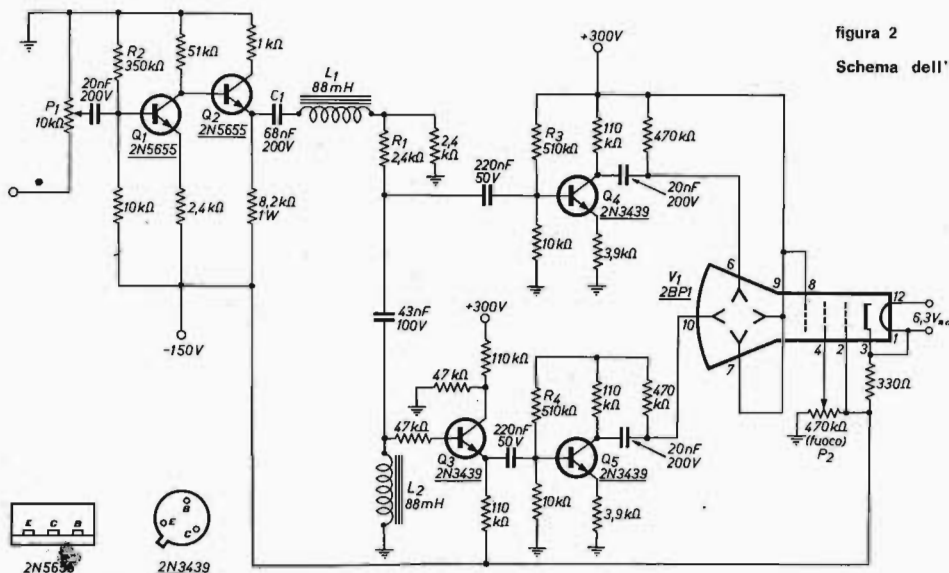 figura 2
Schema dell'
R2
350kΩ
51kΩ
1kΩ
20nF
200V
P1
10kΩ
Q1
2N5655
Q2
2N5655
C1
68nF
200V
L1
88mH
R1
2,4kΩ
2,4
kΩ
10kΩ
2,4kΩ
8,2kΩ
1W
-150V
220nF
50V
+300V
R3
510kΩ
110
kΩ
470kΩ
20nF
200V
Q4
2N3439
10kΩ
3,9kΩ
43nF
100V
+300V
110kΩ
47kΩ
47kΩ
Q3
2N3439
L2
88mH
110
kΩ
220nF
50V
R4
510kΩ
110
kΩ
470
kΩ
20nF
200V
Q5
2N3439
10kΩ
3,9kΩ
V1
2BP1
6
9
8
12
10
7
4
2
3
1
6,3V
330Ω
470kΩ
(fuoco)
P2
E C B
B
E
C
2N3439